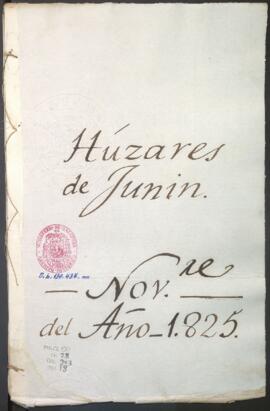 Húzares
de Junin.
Nov.re
del Año 1.825.